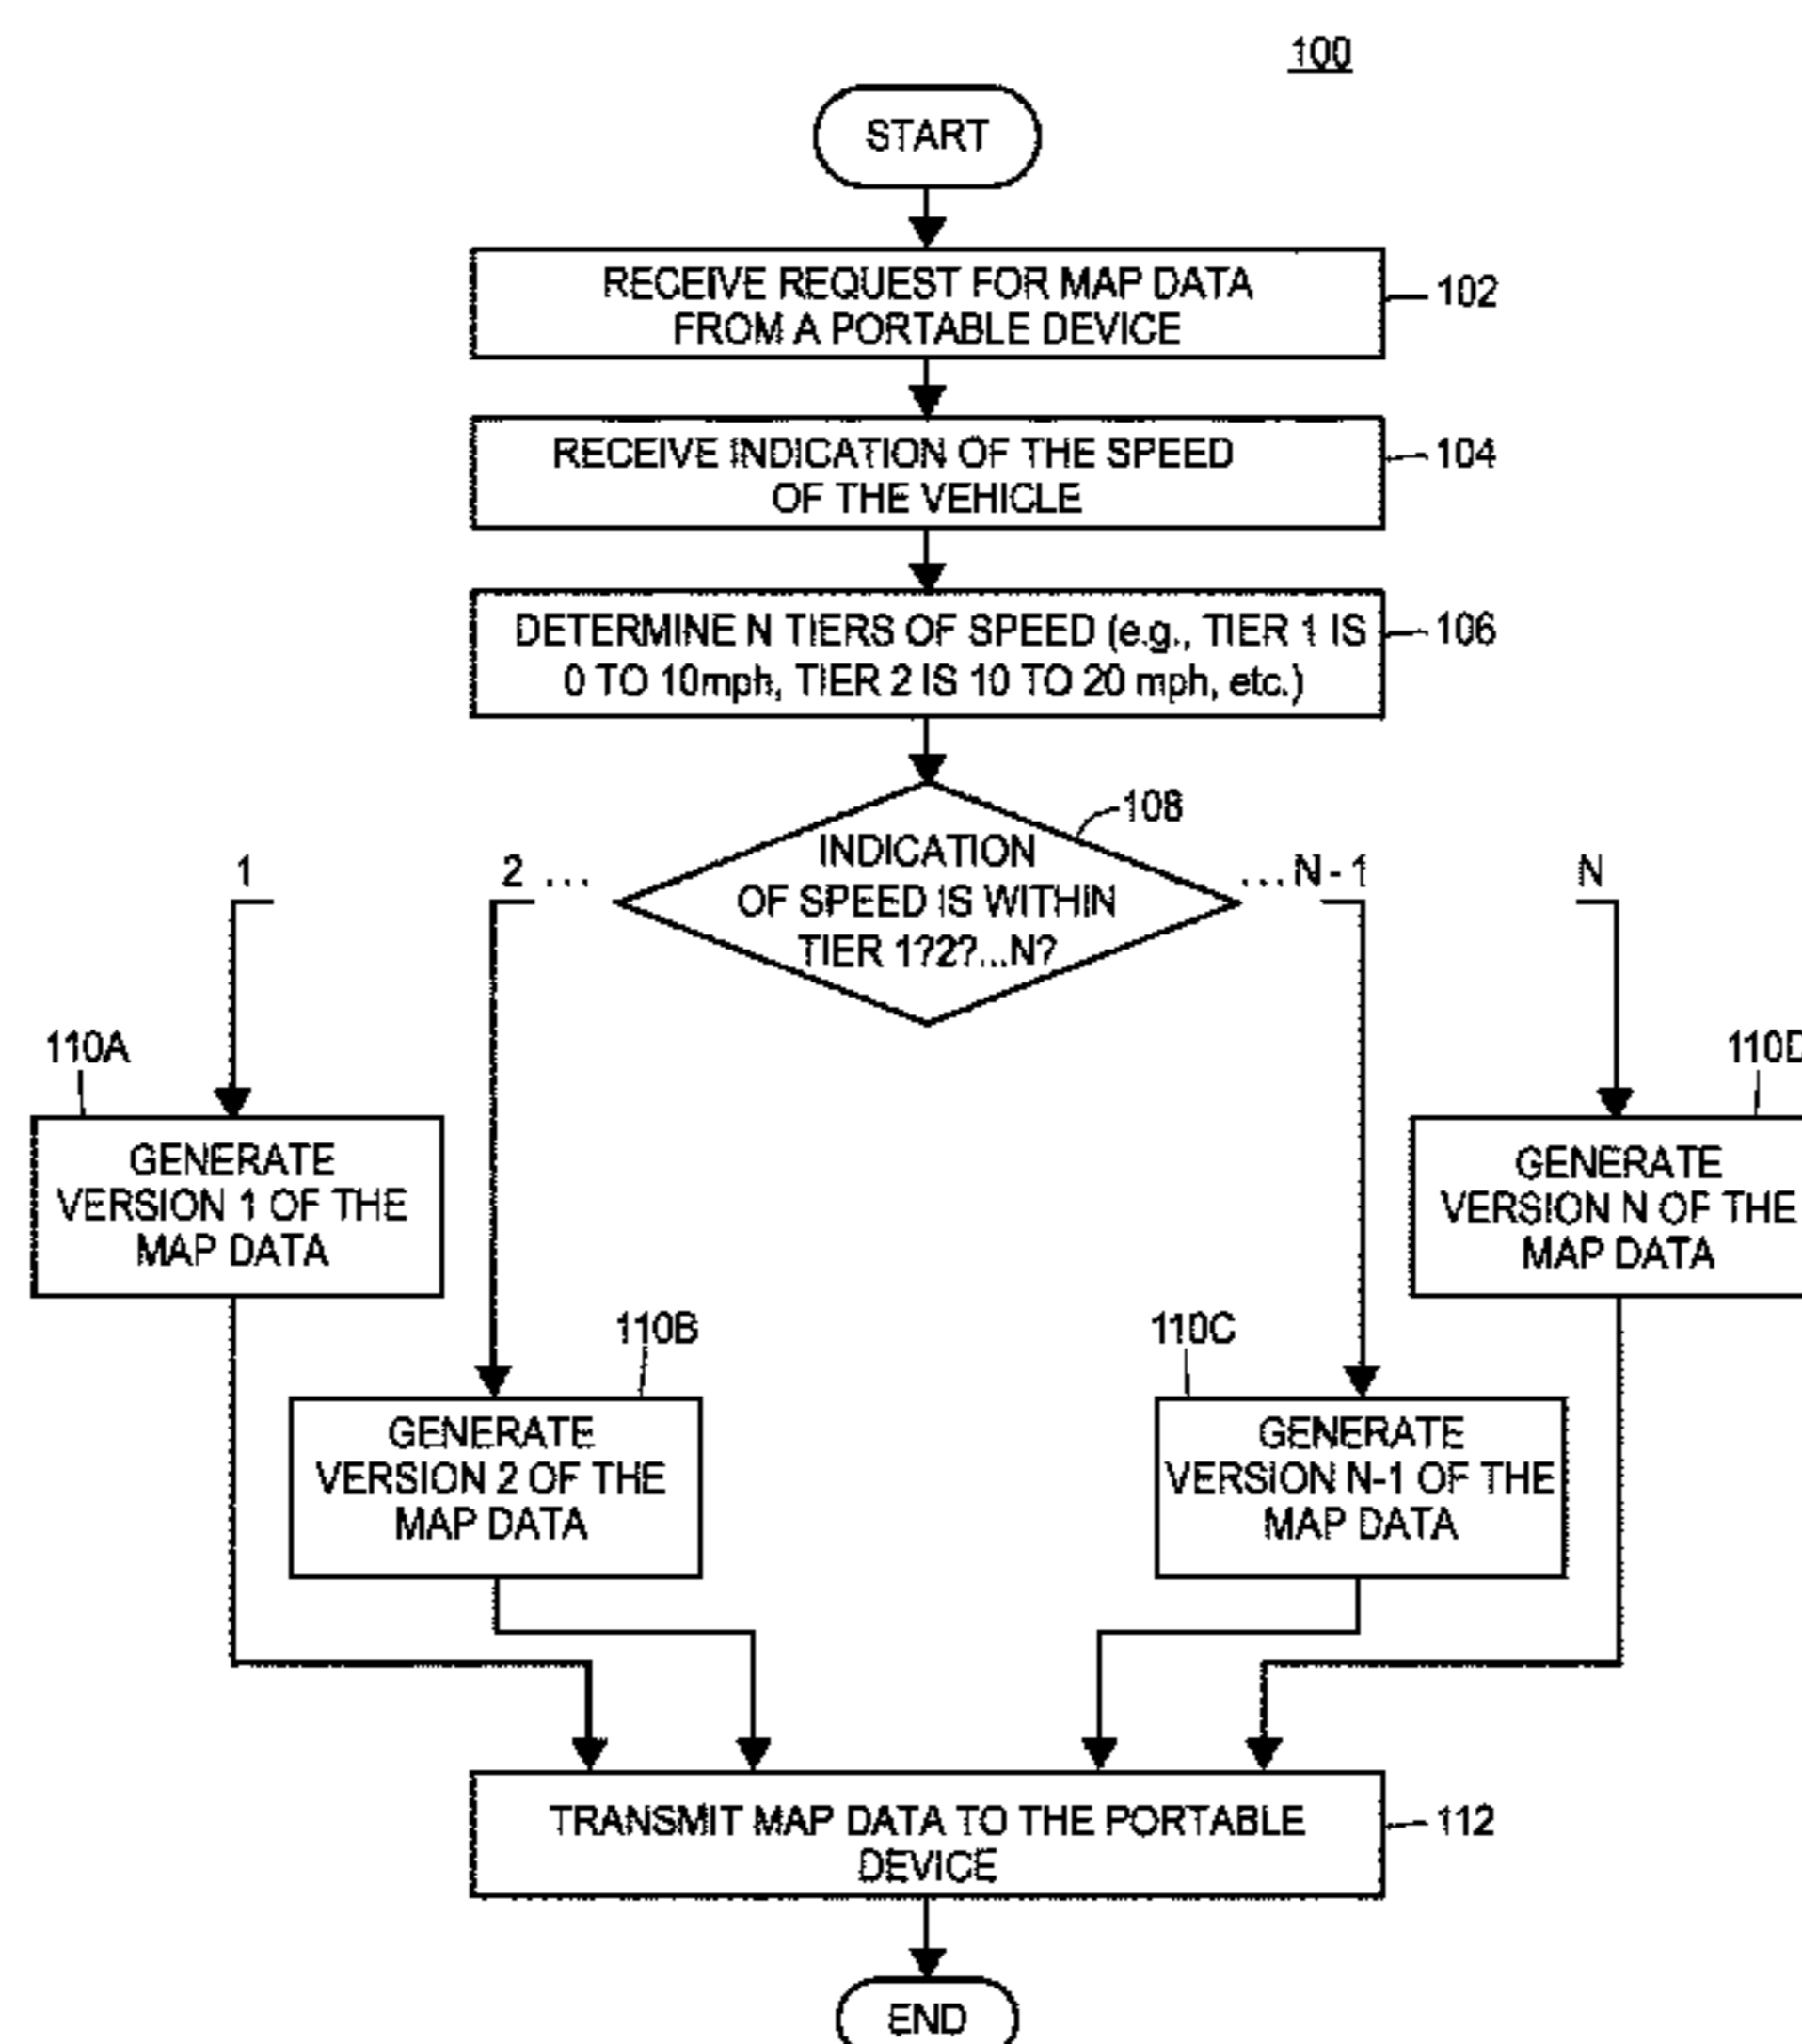 100
START
RECEIVE REQUEST FOR MAP DATA
FROM A PORTABLE DEVICE
102
RECEIVE INDICATION OF THE SPEED
OF THE VEHICLE
104
DETERMINE N TIERS OF SPEED (e.g., TIER 1 IS
0 TO 10mph, TIER 2 IS 10 TO 20 mph, etc.)
106
108
INDICATION
OF SPEED IS WITHIN
TIER 1?2?...N?
1
2 ...
...N-1
N
110A
GENERATE
VERSION 1 OF THE
MAP DATA
110B
GENERATE
VERSION 2 OF THE
MAP DATA
110C
GENERATE
VERSION N-1 OF THE
MAP DATA
110D
GENERATE
VERSION N OF THE
MAP DATA
TRANSMIT MAP DATA TO THE PORTABLE
DEVICE
112
END